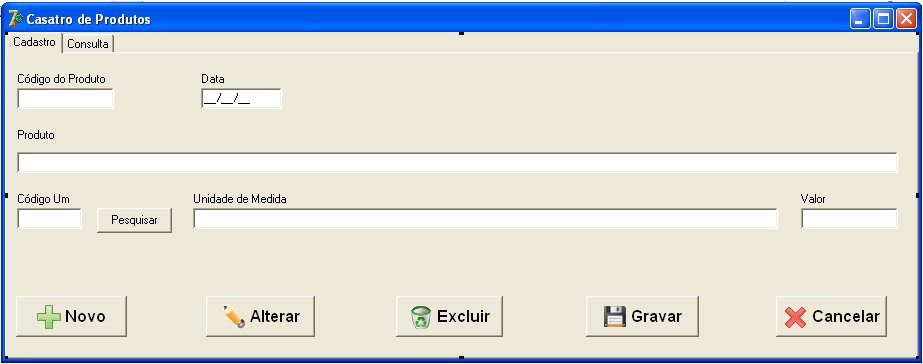 Casatro de Produtos
Cadastro Consulta
Código do Produto Data
__/__/__
Produto
Código Um Unidade de Medida Valor
Pesquisar
Novo Alterar Excluir Gravar Cancelar